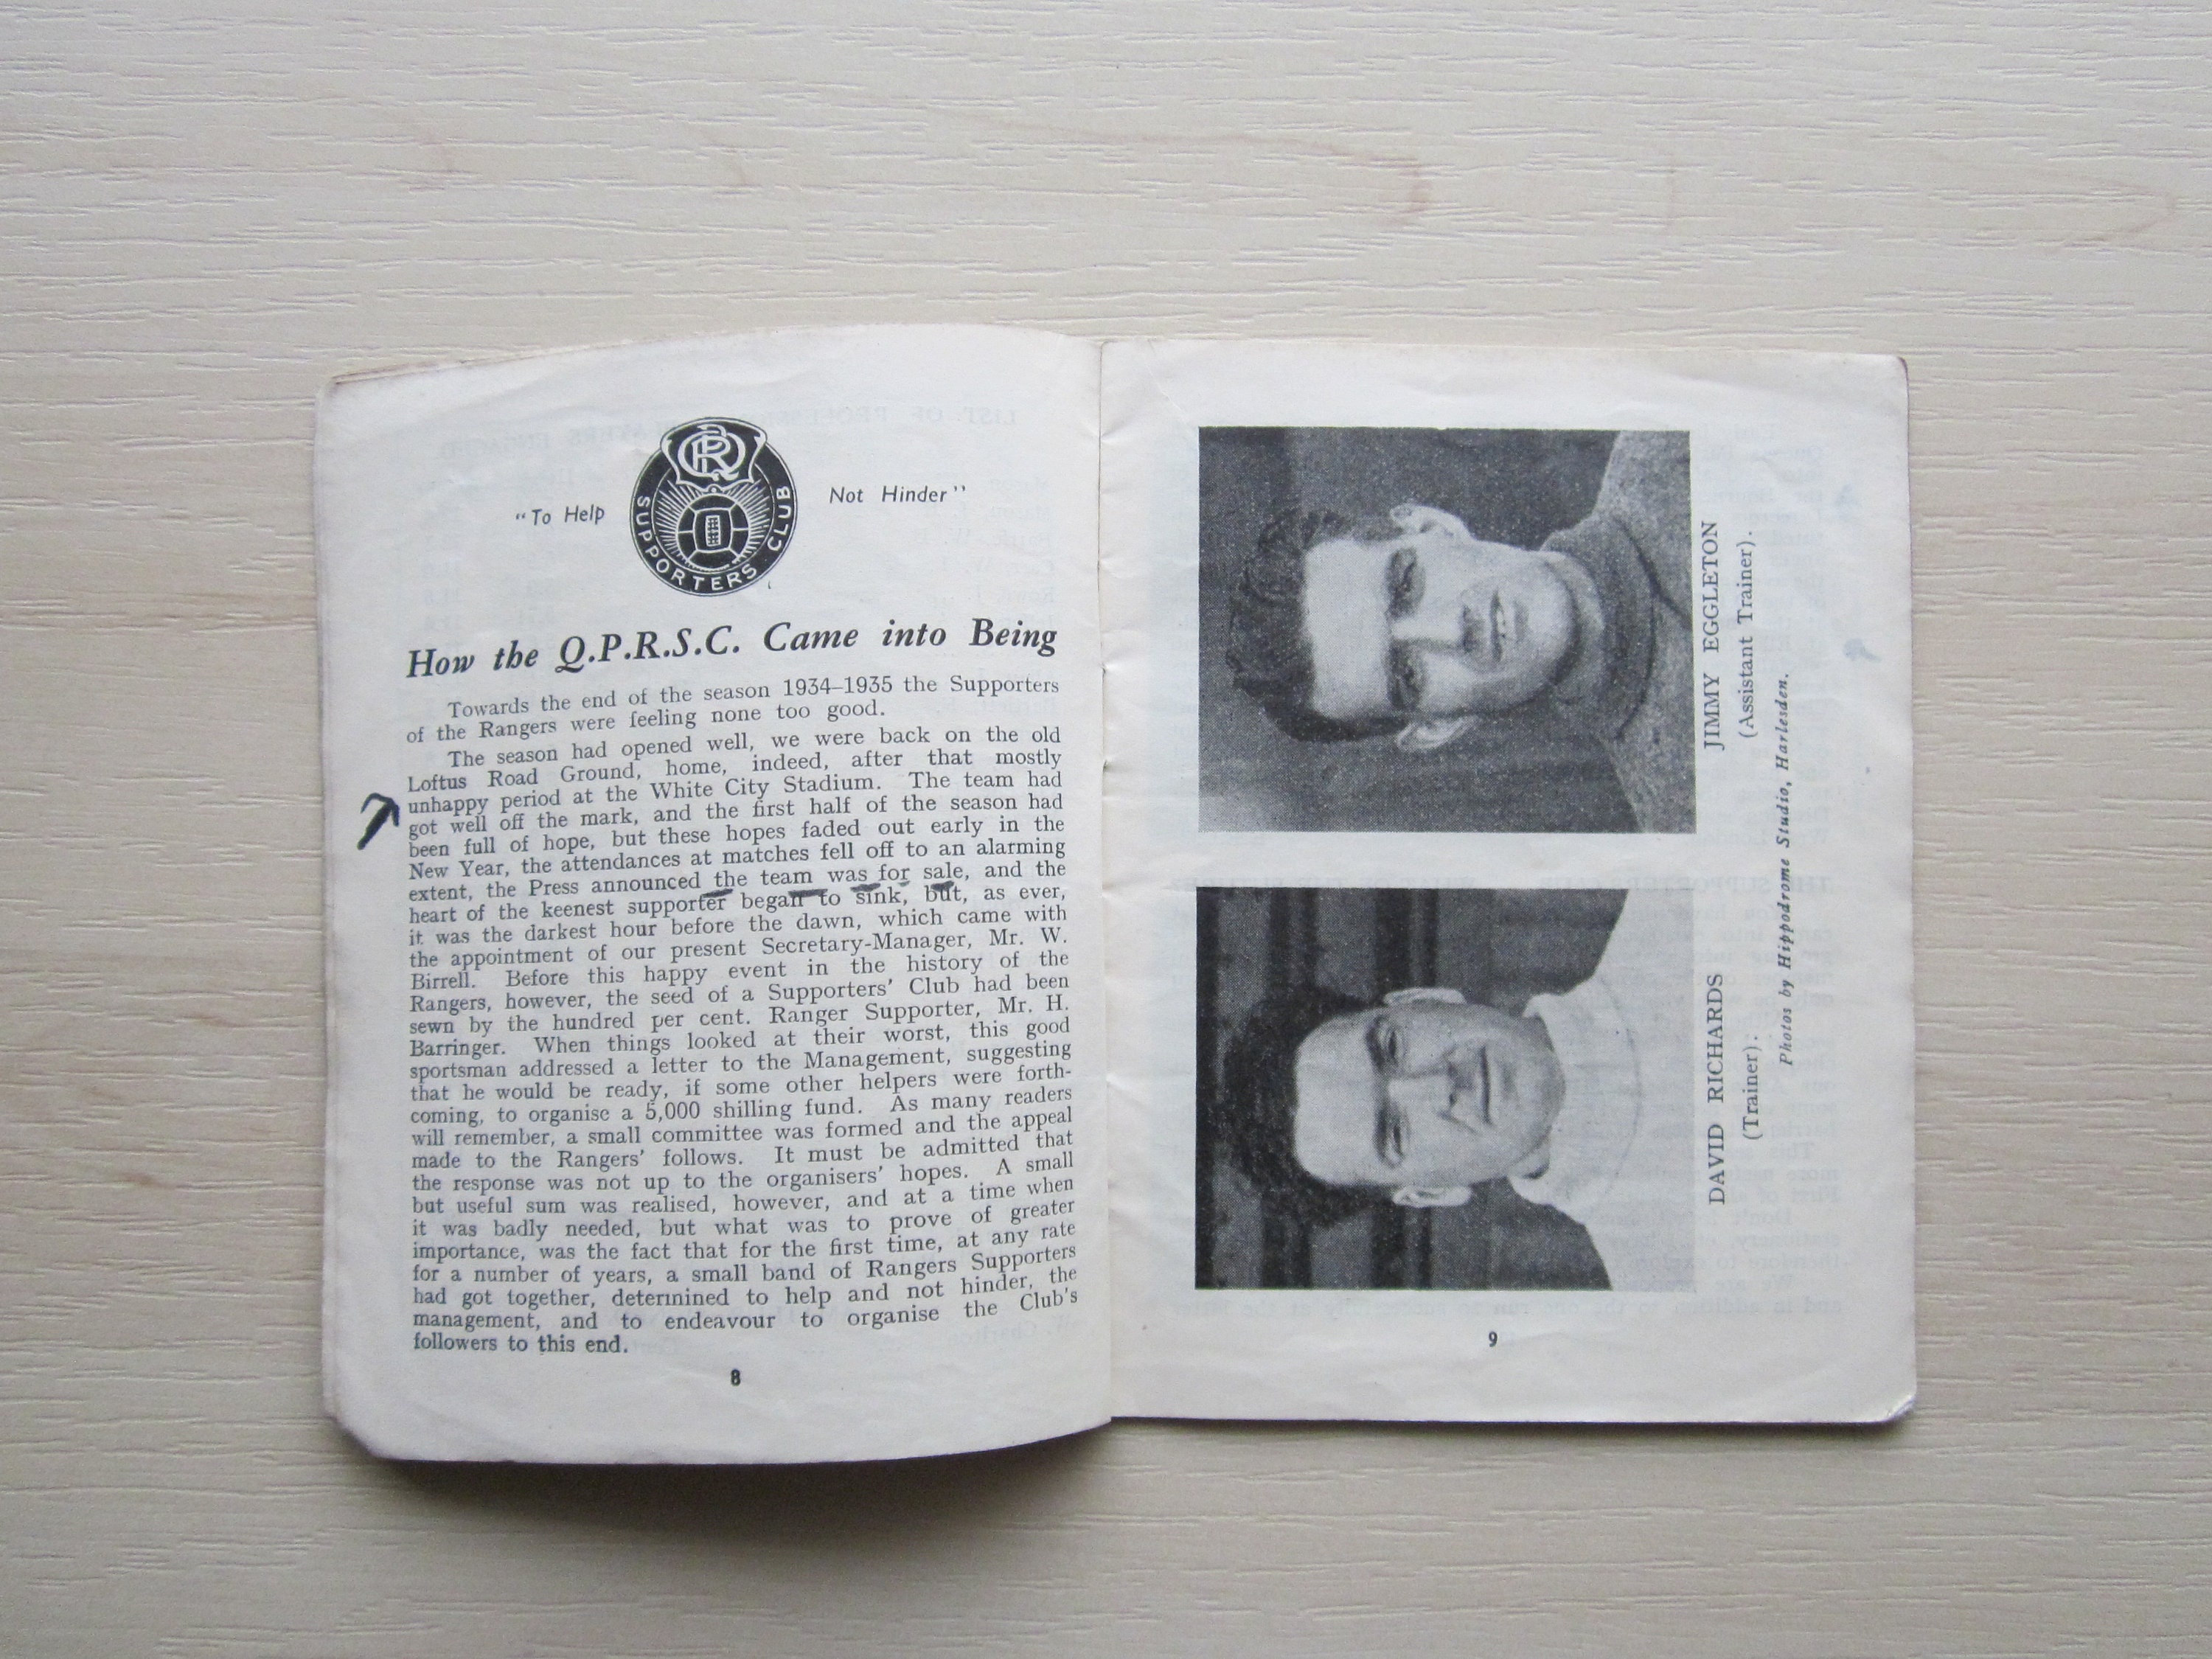 "To Help
QPR
SUPPORTERS CLUB
Not Hinder"
How the Q.P.R.S.C. Came into Being
Towards the end of the season 1934–1935 the Supporters
of the Rangers were feeling none too good.
The season had opened well, we were back on the old
Loftus Road Ground, home, indeed, after that mostly
unhappy period at the White City Stadium. The team had
got well off the mark, and the first half of the season had
been full of hope, but these hopes faded out early in the
New Year, the attendances at matches fell off to an alarming
extent, the Press announced the team was for sale, and the
heart of the keenest supporter began to sink, but, as ever,
it was the darkest hour before the dawn, which came with
the appointment of our present Secretary-Manager, Mr. W.
Birrell. Before this happy event in the history of the
Rangers, however, the seed of a Supporters' Club had been
sewn by the hundred per cent. Ranger Supporter, Mr. H.
Barringer. When things looked at their worst, this good
sportsman addressed a letter to the Management, suggesting
that he would be ready, if some other helpers were forth-
coming, to organise a 5,000 shilling fund. As many readers
will remember, a small committee was formed and the appeal
made to the Rangers' follows. It must be admitted that
the response was not up to the organisers' hopes. A small
but useful sum was realised, however, and at a time when
it was badly needed, but what was to prove of greater
importance, was the fact that for the first time, at any rate
for a number of years, a small band of Rangers Supporters
had got together, determined to help and not hinder, the
management, and to endeavour to organise the Club's
followers to this end.
8
JIMMY EGGLETON
(Assistant Trainer).
DAVID RICHARDS
(Trainer).
Photos by Hippodrome Studio, Harlesden.
9